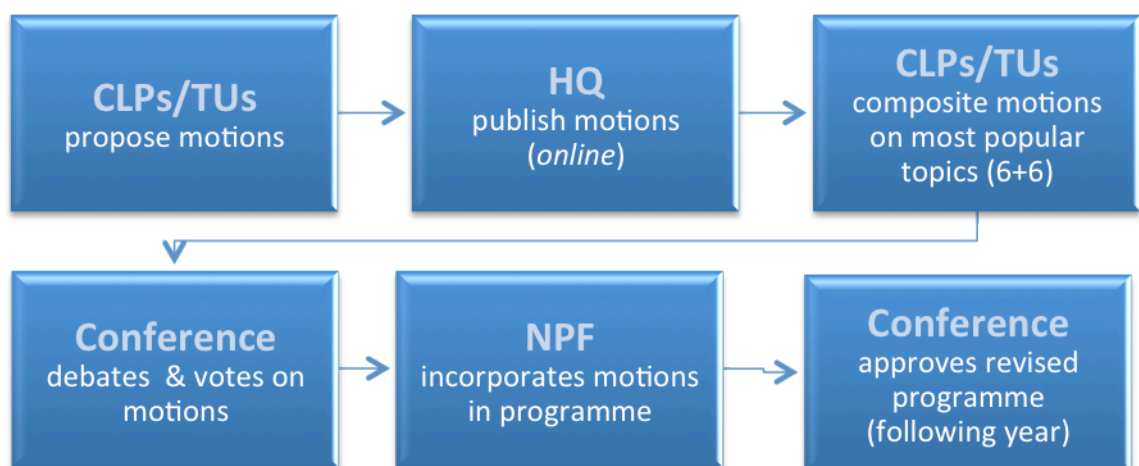 CLPs/TUs
propose motions
HQ
publish motions
(online)
CLPs/TUs
composite motions
on most popular
topics (6+6)
Conference
debates & votes on
motions
NPF
incorporates motions
in programme
Conference
approves revised
programme
(following year)